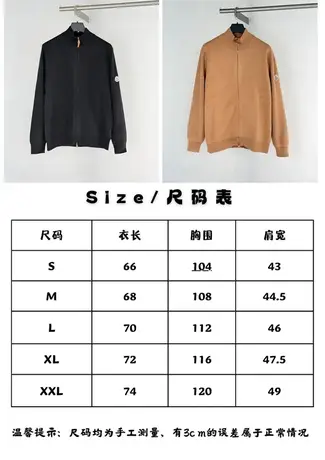 Size/尺码表
尺码 衣长 胸围 肩宽
S 66 104 43
M 68 108 44.5
L 70 112 46
XL 72 116 47.5
XXL 74 120 49
温馨提示：尺码均为手工测量、有3cm的误差属于正常情况